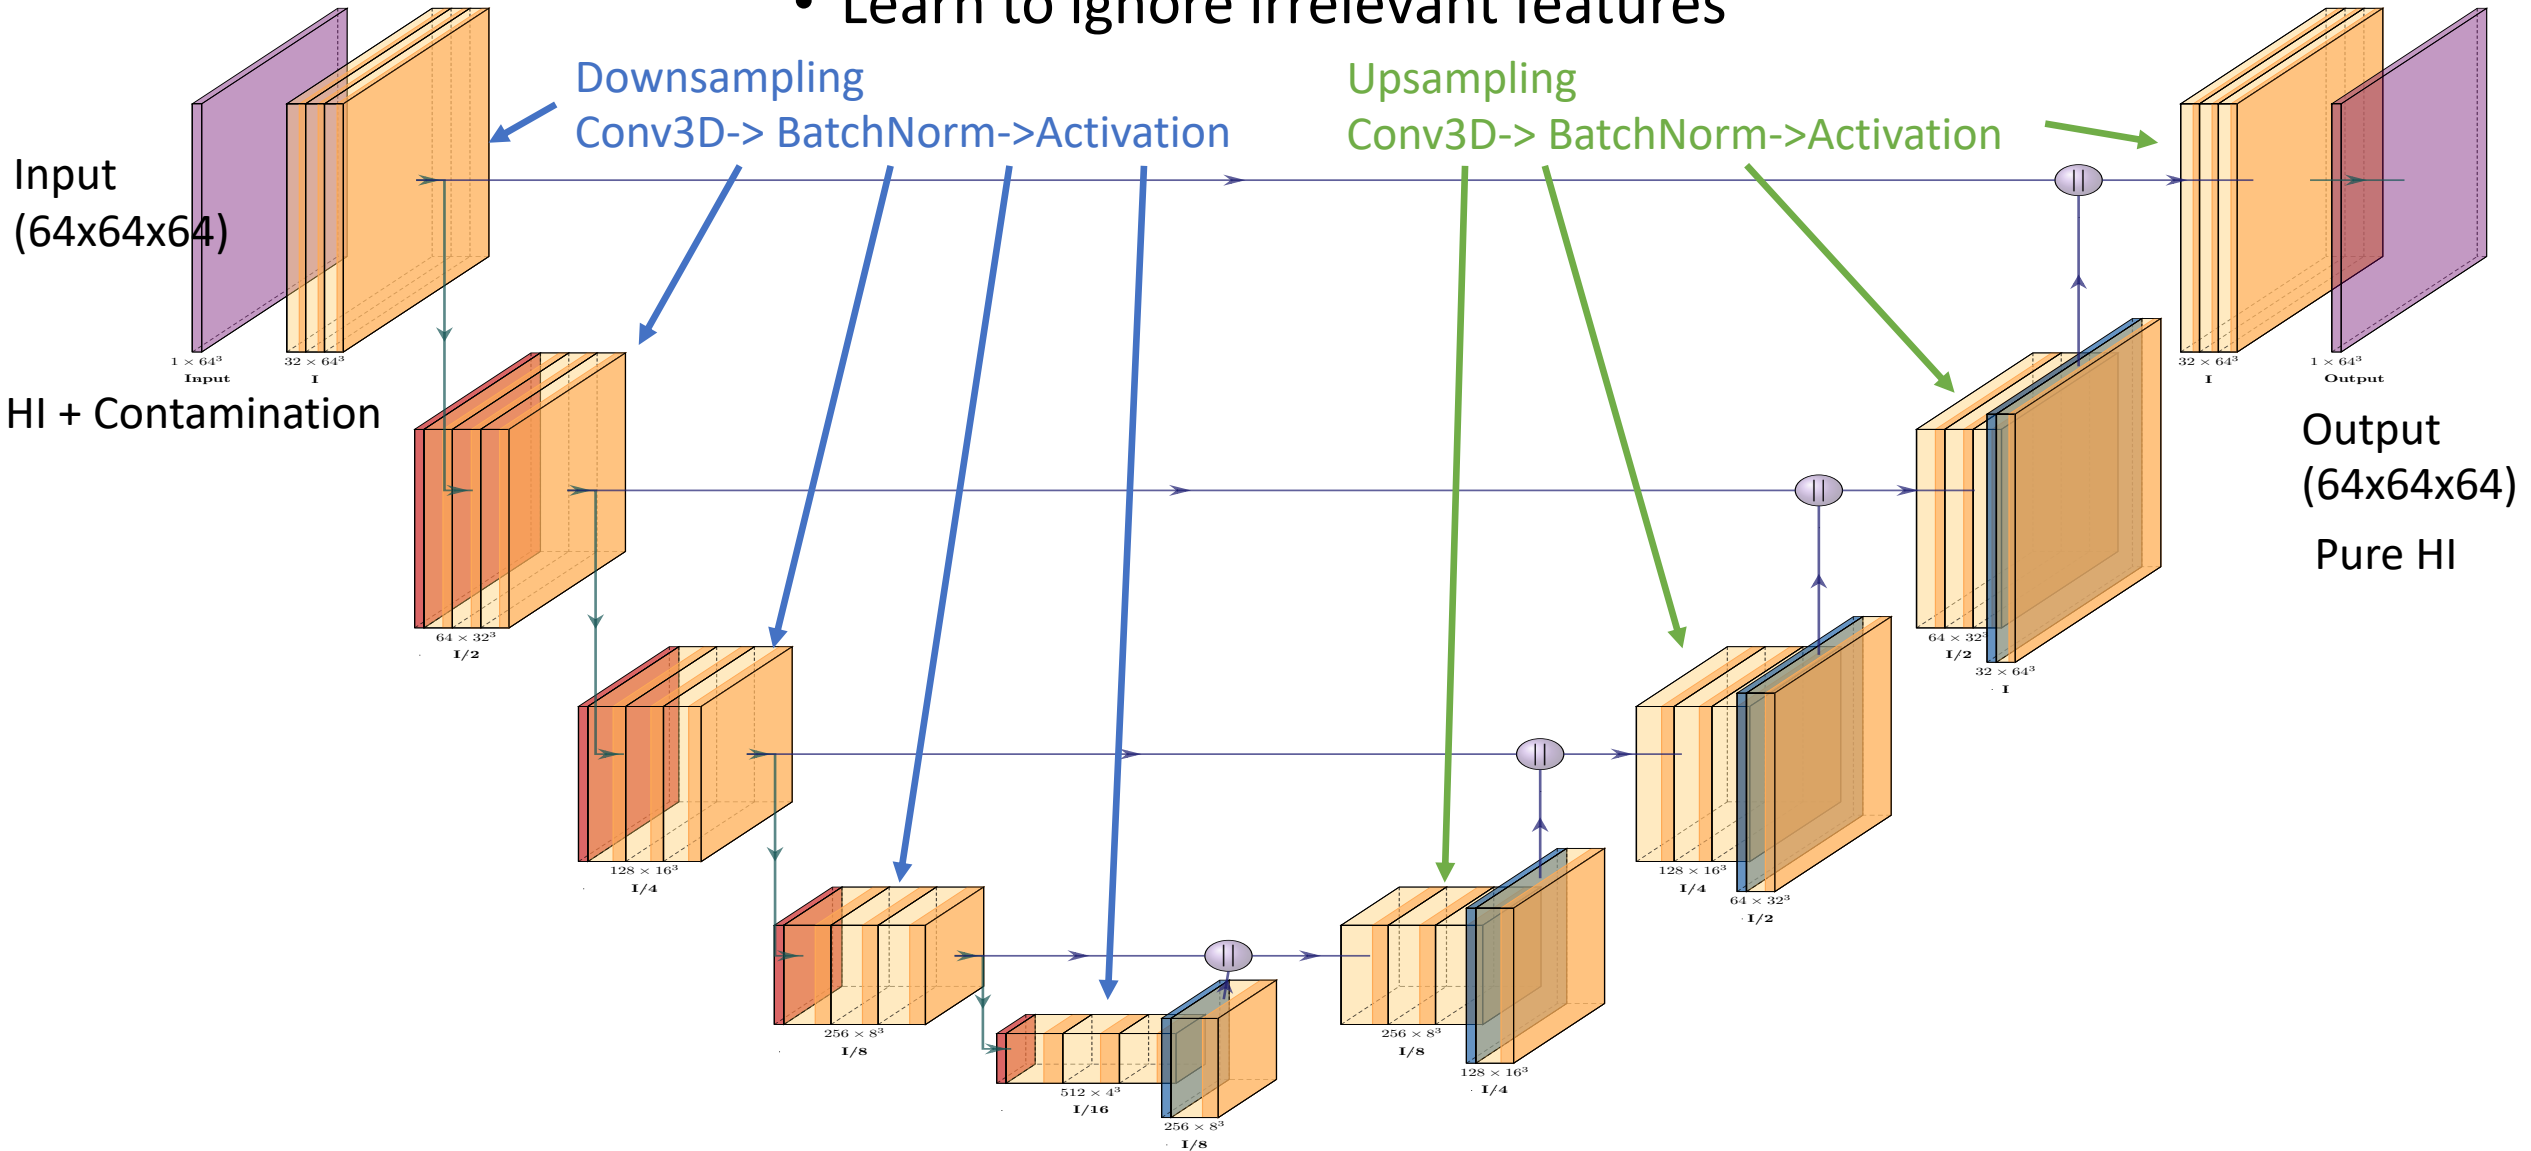 • Learn to ignore irrelevant features
Downsampling
Conv3D-> BatchNorm->Activation
Upsampling
Conv3D-> BatchNorm->Activation
Input
(64x64x64)
1 × 64³
Input
32 × 64³
I
HI + Contamination
64 × 32³
I/2
128 × 16³
I/4
256 × 8³
I/8
512 × 4³
I/16
256 × 8³
I/8
||
256 × 8³
I/8
128 × 16³
I/4
||
128 × 16³
I/4
64 × 32³
I/2
||
64 × 32³
I/2
32 × 64³
I
||
32 × 64³
I
1 × 64³
Output
Output
(64x64x64)
Pure HI